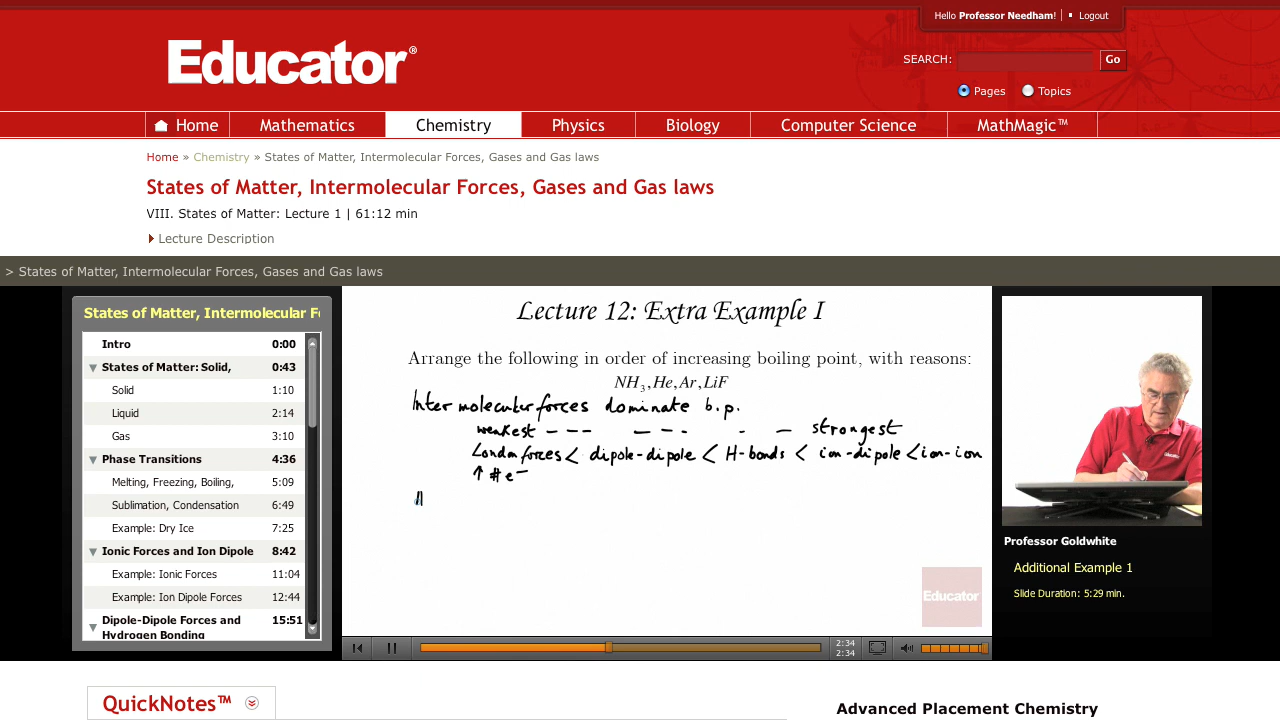 Hello Professor Needham! Logout
Educator®
SEARCH: Go
Pages Topics
Home Mathematics Chemistry Physics Biology Computer Science MathMagic™
Home » Chemistry » States of Matter, Intermolecular Forces, Gases and Gas laws
States of Matter, Intermolecular Forces, Gases and Gas laws
VIII. States of Matter: Lecture 1 | 61:12 min
Lecture Description
> States of Matter, Intermolecular Forces, Gases and Gas laws
States of Matter, Intermolecular F
Intro 0:00
States of Matter: Solid, 0:43
Solid 1:10
Liquid 2:14
Gas 3:10
Phase Transitions 4:36
Melting, Freezing, Boiling, 5:09
Sublimation, Condensation 6:49
Example: Dry Ice 7:25
Ionic Forces and Ion Dipole 8:42
Example: Ionic Forces 11:04
Example: Ion Dipole Forces 12:44
Dipole-Dipole Forces and 15:51
Hydrogen Bonding
Lecture 12: Extra Example I
Arrange the following in order of increasing boiling point, with reasons:
NH₃, He, Ar, LiF
Intermolecular forces dominate b.p.
weakest - - - - - - - - strongest
London forces < dipole-dipole < H-bonds < ion-dipole < ion-ion
↑ # e⁻
Educator
2:34
2:34
Professor Goldwhite
Additional Example 1
Slide Duration: 5:29 min.
QuickNotes™
Advanced Placement Chemistry